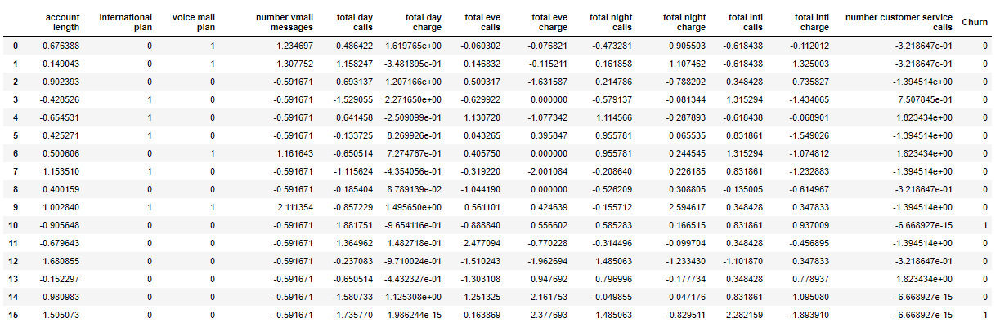 account length international plan voice mail plan number vmail messages total day calls total day charge total eve calls total eve charge total night calls total night charge total intl calls total intl charge number customer service calls Churn
0 0.676388 0 1 1.234697 0.486422 1.619765e+00 -0.060302 -0.076821 -0.473281 0.905503 -0.618438 -0.112012 -3.218647e-01 0
1 0.149043 0 1 1.307752 1.158247 -3.481895e-01 0.146832 -0.115211 0.161858 1.107462 -0.618438 1.325003 -3.218647e-01 0
2 0.902393 0 0 -0.591671 0.693137 1.207166e+00 0.509317 -1.631587 0.214786 -0.788202 0.348428 0.735827 -1.394514e+00 0
3 -0.428526 1 0 -0.591671 -1.529055 2.271650e+00 -0.629922 0.000000 -0.579137 -0.081344 1.315294 -1.434065 7.507845e-01 0
4 -0.654531 1 0 -0.591671 0.641458 -2.509099e-01 1.130720 -1.077342 1.114566 -0.287893 -0.618438 -0.068901 1.823434e+00 0
5 0.425271 1 0 -0.591671 -0.133725 8.269926e-01 0.043265 0.395847 0.955781 0.065535 0.831861 -1.549026 -1.394514e+00 0
6 0.500606 0 1 1.161643 -0.650514 7.274767e-01 0.405750 0.000000 0.955781 0.244545 1.315294 -1.074812 1.823434e+00 0
7 1.153510 1 0 -0.591671 -1.115624 -4.354056e-01 -0.319220 -2.001084 -0.208640 0.226185 0.831861 -1.232883 -1.394514e+00 0
8 0.400159 0 0 -0.591671 -0.185404 8.789139e-02 -1.044190 0.000000 -0.526209 0.308805 -0.135005 -0.614967 -3.218647e-01 0
9 1.002840 1 1 2.111354 -0.857229 1.495650e+00 0.561101 0.424639 -0.155712 2.594617 0.348428 0.347833 -1.394514e+00 0
10 -0.905648 0 0 -0.591671 1.881751 -9.654116e-01 -0.888840 0.556602 0.585283 0.166515 0.831861 0.937009 -6.668927e-15 1
11 -0.679643 0 0 -0.591671 1.364962 1.482718e-01 2.477094 -0.770228 -0.314496 -0.099704 0.348428 -0.456895 -1.394514e+00 0
12 1.680855 0 0 -0.591671 -0.237083 -9.710024e-01 -1.510243 -1.962694 1.485063 -1.233430 -1.101870 0.347833 -3.218647e-01 0
13 -0.152297 0 0 -0.591671 -0.650514 -4.432327e-01 -1.303108 0.947692 0.796996 -0.177734 0.348428 0.778937 1.823434e+00 0
14 -0.980983 0 0 -0.591671 -1.580733 -1.125308e+00 -1.251325 2.161753 -0.049855 0.047176 0.831861 1.095080 -6.668927e-15 0
15 1.505073 0 0 -0.591671 -1.735770 1.986244e-15 -0.163869 2.377693 1.485063 -0.829511 2.282159 -1.893910 -6.668927e-15 1